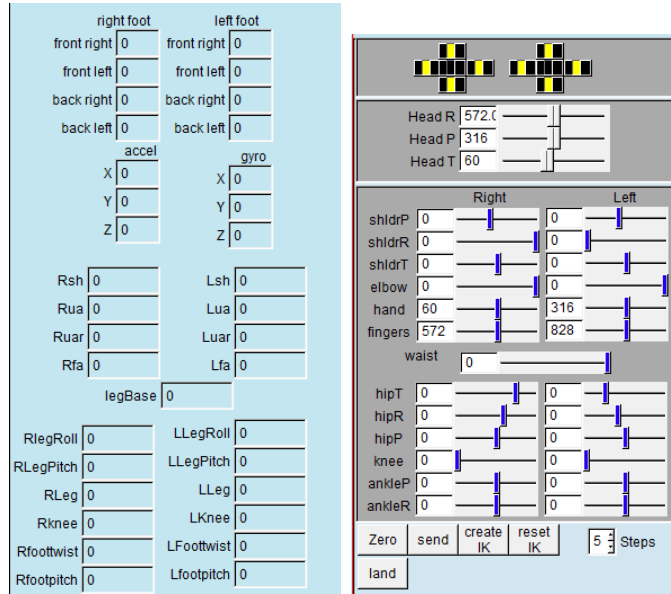 right foot left foot
front right 0 front right 0
front left 0 front left 0
back right 0 back right 0
back left 0 back left 0
accel gyro
X 0 X 0
Y 0 Y 0
Z 0 Z 0
Rsh 0 Lsh 0
Rua 0 Lua 0
Ruar 0 Luar 0
Rfa 0 Lfa 0
legBase 0
RlegRoll 0 LLegRoll 0
RLegPitch 0 LLegPitch 0
RLeg 0 LLeg 0
Rknee 0 LKnee 0
Rfoottwist 0 LFoottwist 0
Rfootpitch 0 Lfootpitch 0
Head R 572.0
Head P 316
Head T 60
Right Left
shldrP 0 0
shldrR 0 0
shldrT 0 0
elbow 0 0
hand 60 316
fingers 572 828
waist 0
hipT 0 0
hipR 0 0
hipP 0 0
knee 0 0
ankleP 0 0
ankleR 0 0
Zero send create IK reset IK 5 Steps
land